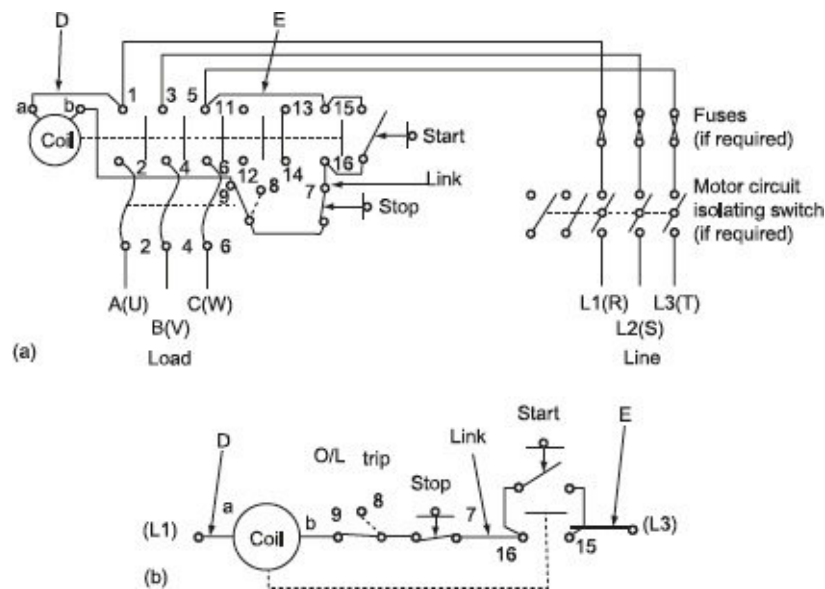 D
E
1
3
5
11
13
15
a
b
Coil
Start
Fuses
(if required)
2
4
6
12
14
16
9
8
7
Link
Stop
Motor circuit
isolating switch
(if required)
2
4
6
A(U)
C(W)
B(V)
Load
L1(R)
L3(T)
L2(S)
Line
(a)
Start
D
O/L trip
Link
E
Stop
(L1)
a
Coil
b
9
8
7
16
15
(L3)
(b)